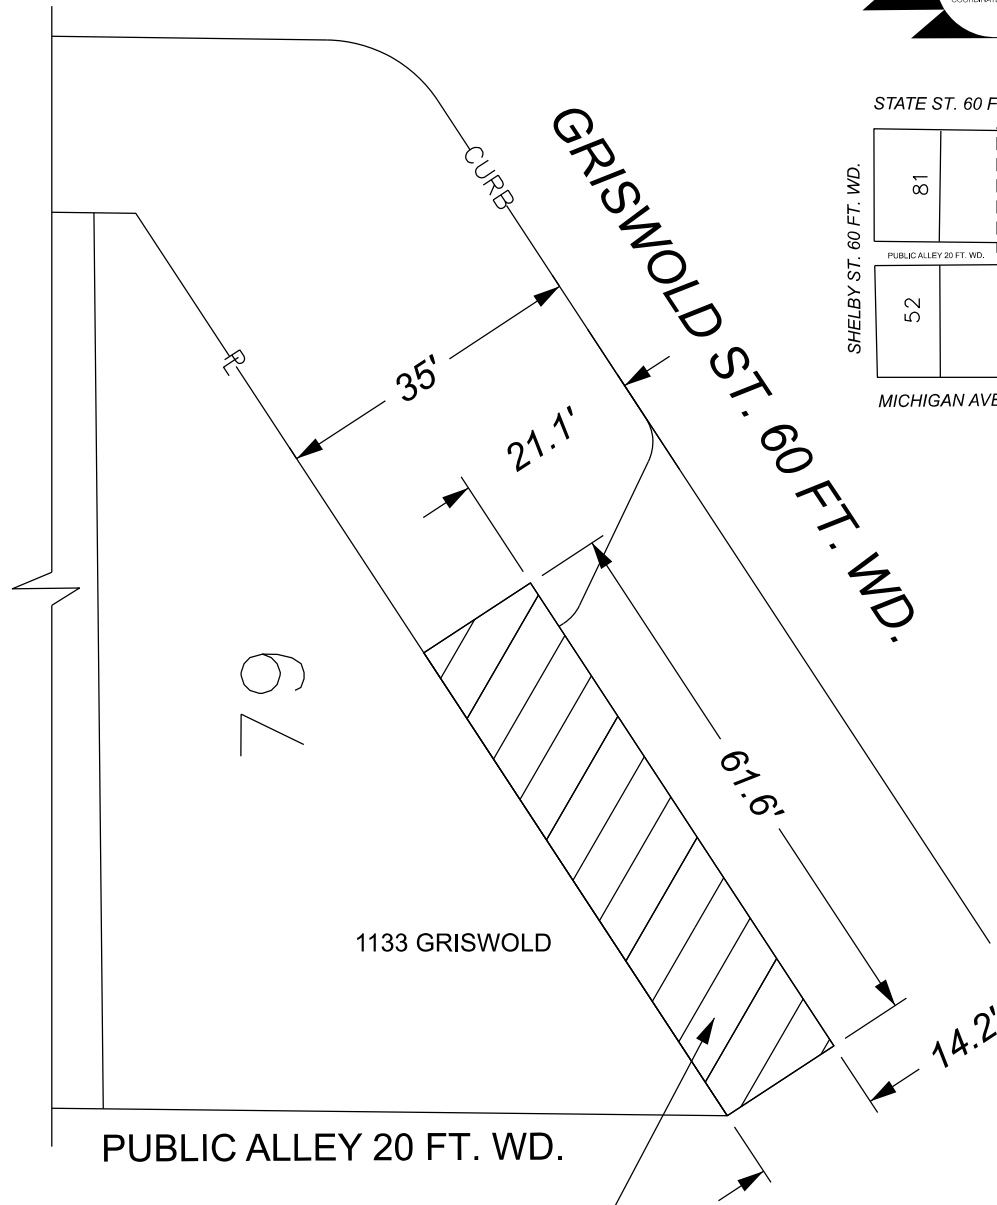 STATE ST. 60 F
CURB
GRISWOLD ST. 60 FT. WD.
SHELBY ST. 60 FT. WD.
81
PUBLIC ALLEY 20 FT. WD.
52
MICHIGAN AVE
PL
35'
21.1'
79
61.6'
1133 GRISWOLD
14.2'
PUBLIC ALLEY 20 FT. WD.